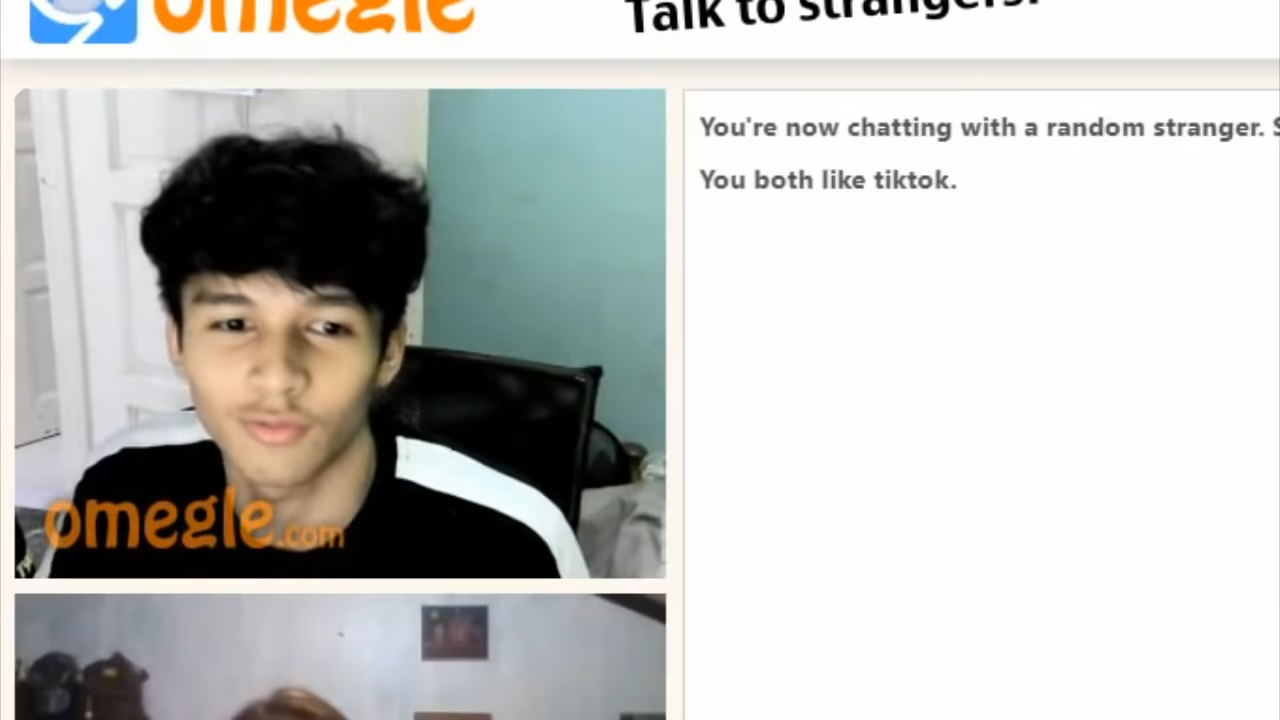 omegle
Talk to strangers!
You're now chatting with a random stranger. S
You both like tiktok.
omegle.com